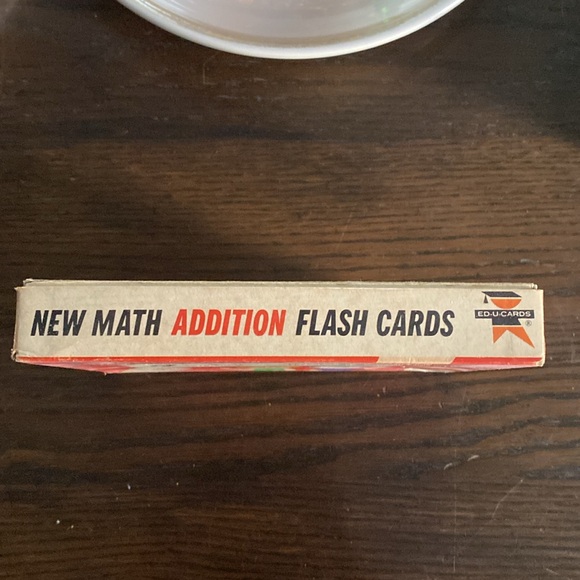 NEW MATH ADDITION FLASH CARDS
ED-U-CARDS
®